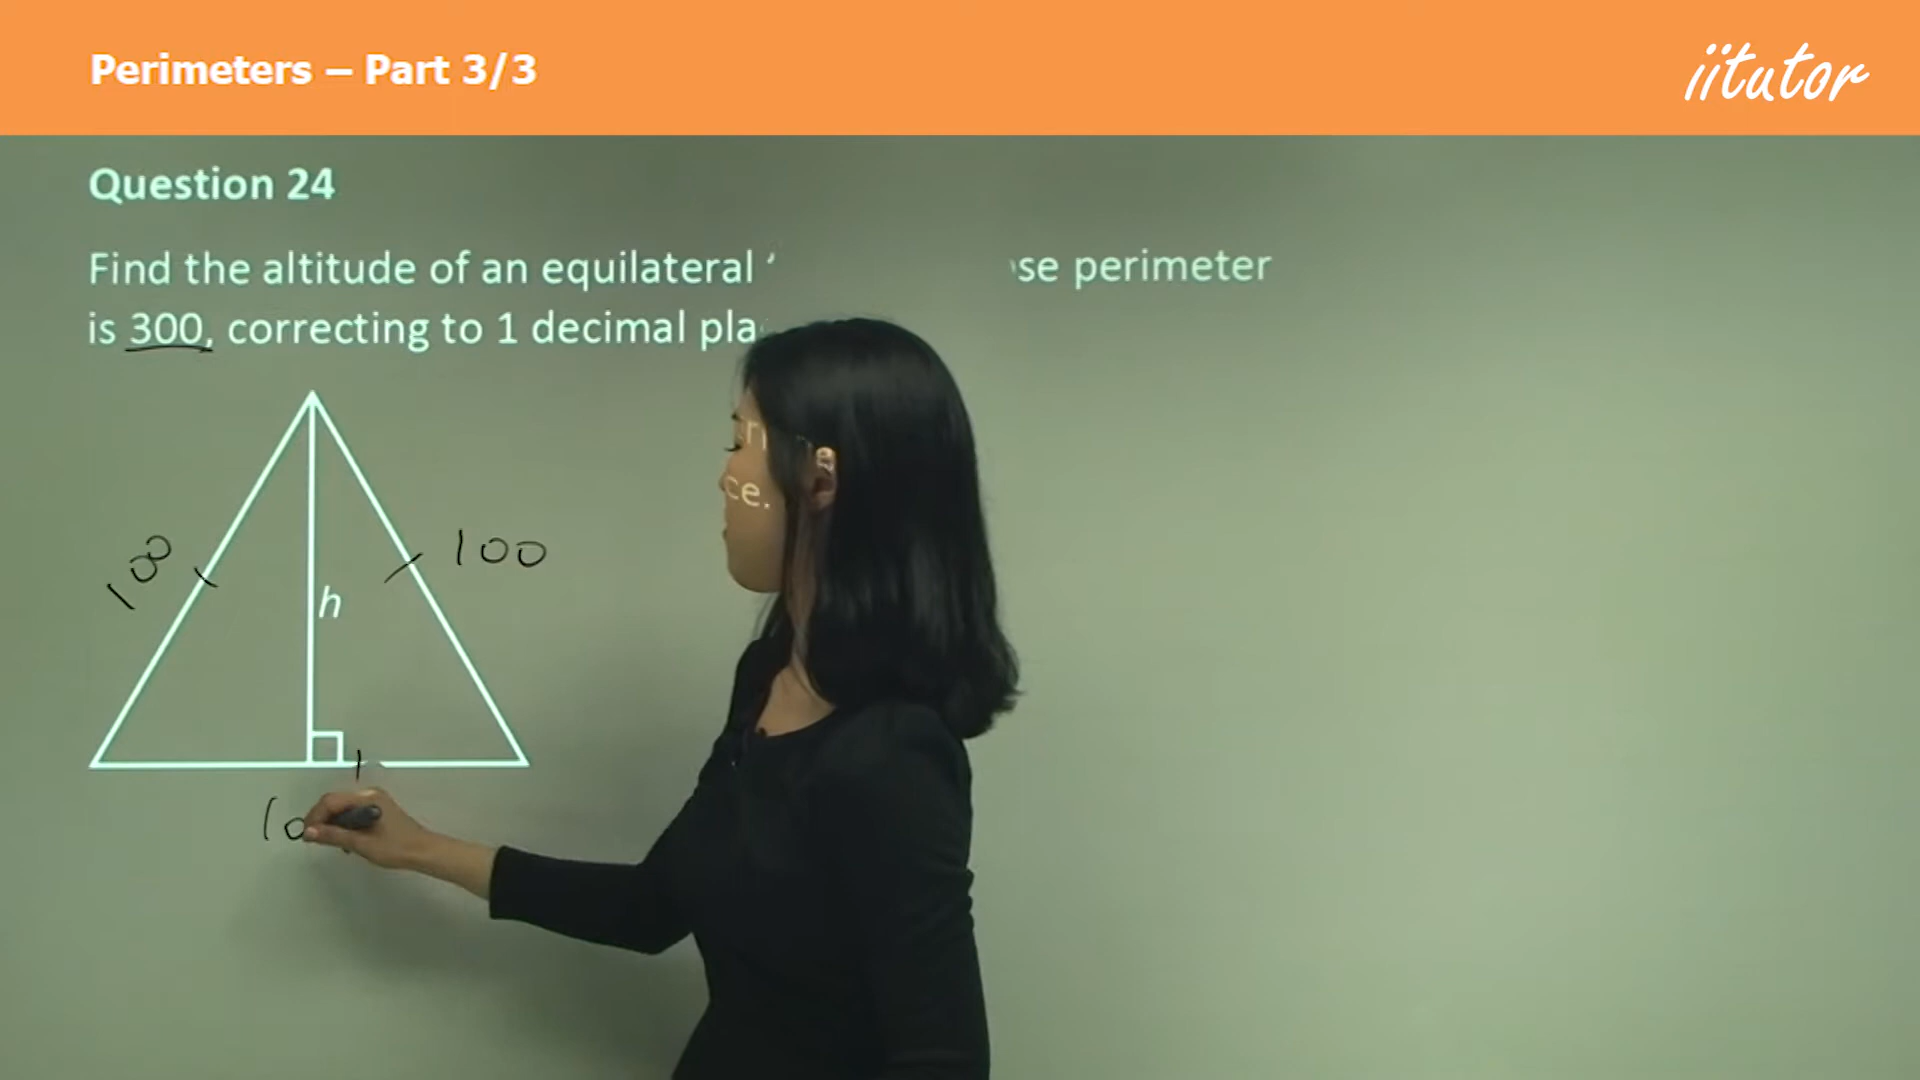 Perimeters – Part 3/3
iitutor
Question 24
Find the altitude of an equilateral se perimeter
is 300, correcting to 1 decimal pla
ce.
100
100
h
10